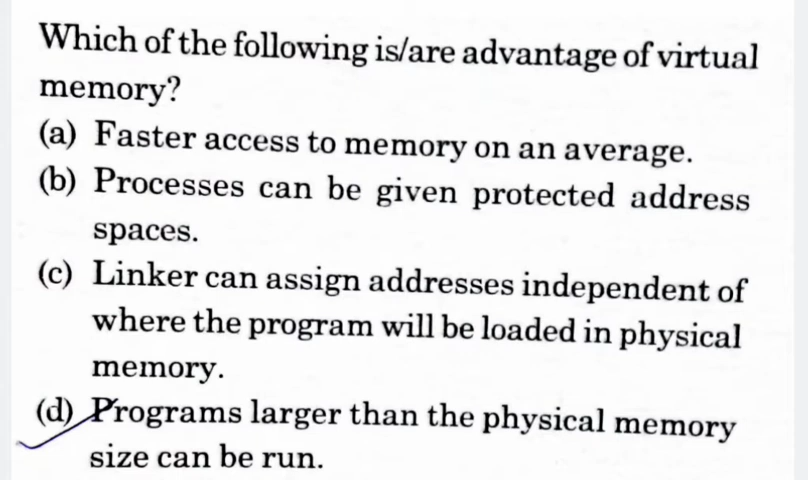 Which of the following is/are advantage of virtual
memory?
(a) Faster access to memory on an average.
(b) Processes can be given protected address
spaces.
(c) Linker can assign addresses independent of
where the program will be loaded in physical
memory.
(d) Programs larger than the physical memory
size can be run.